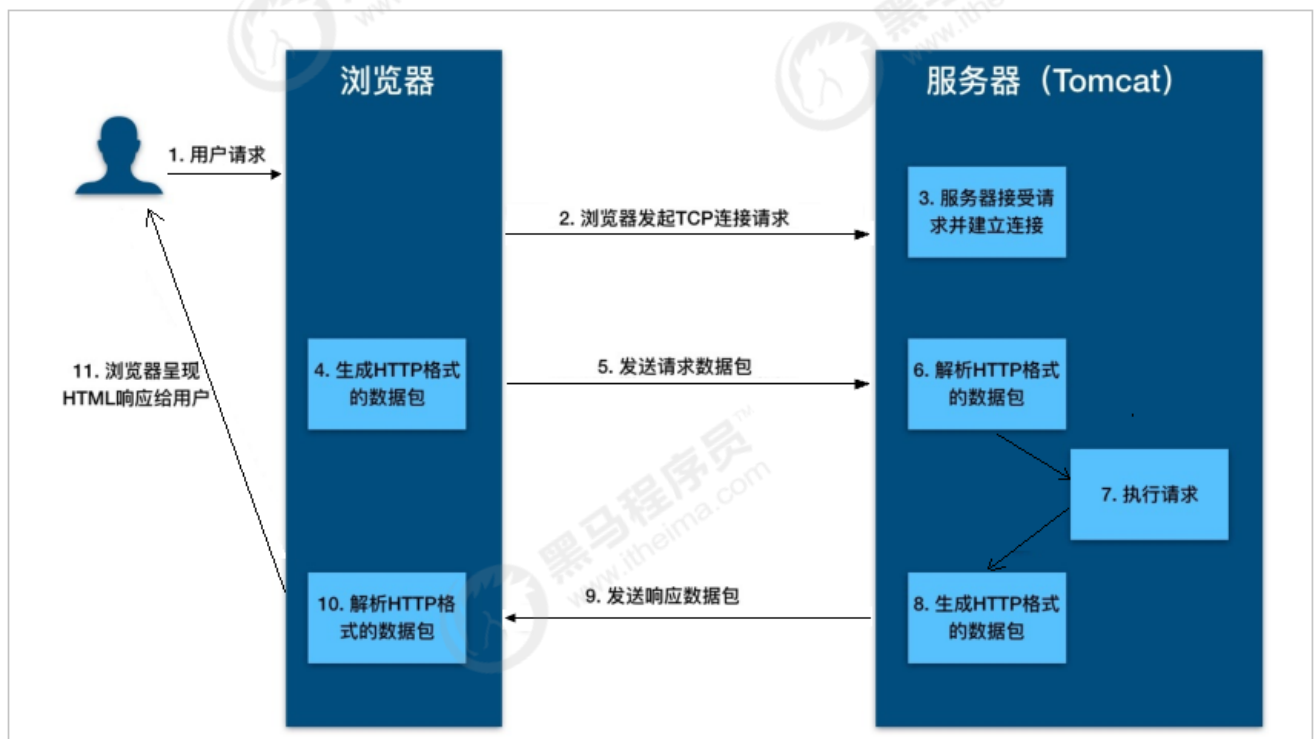 浏览器
服务器（Tomcat）
1. 用户请求
2. 浏览器发起TCP连接请求
3. 服务器接受请
求并建立连接
4. 生成HTTP格式
的数据包
5. 发送请求数据包
6. 解析HTTP格式
的数据包
7. 执行请求
8. 生成HTTP格式
的数据包
9. 发送响应数据包
10. 解析HTTP格
式的数据包
11. 浏览器呈现
HTML响应给用户
黑马程序员™
www.itheima.com